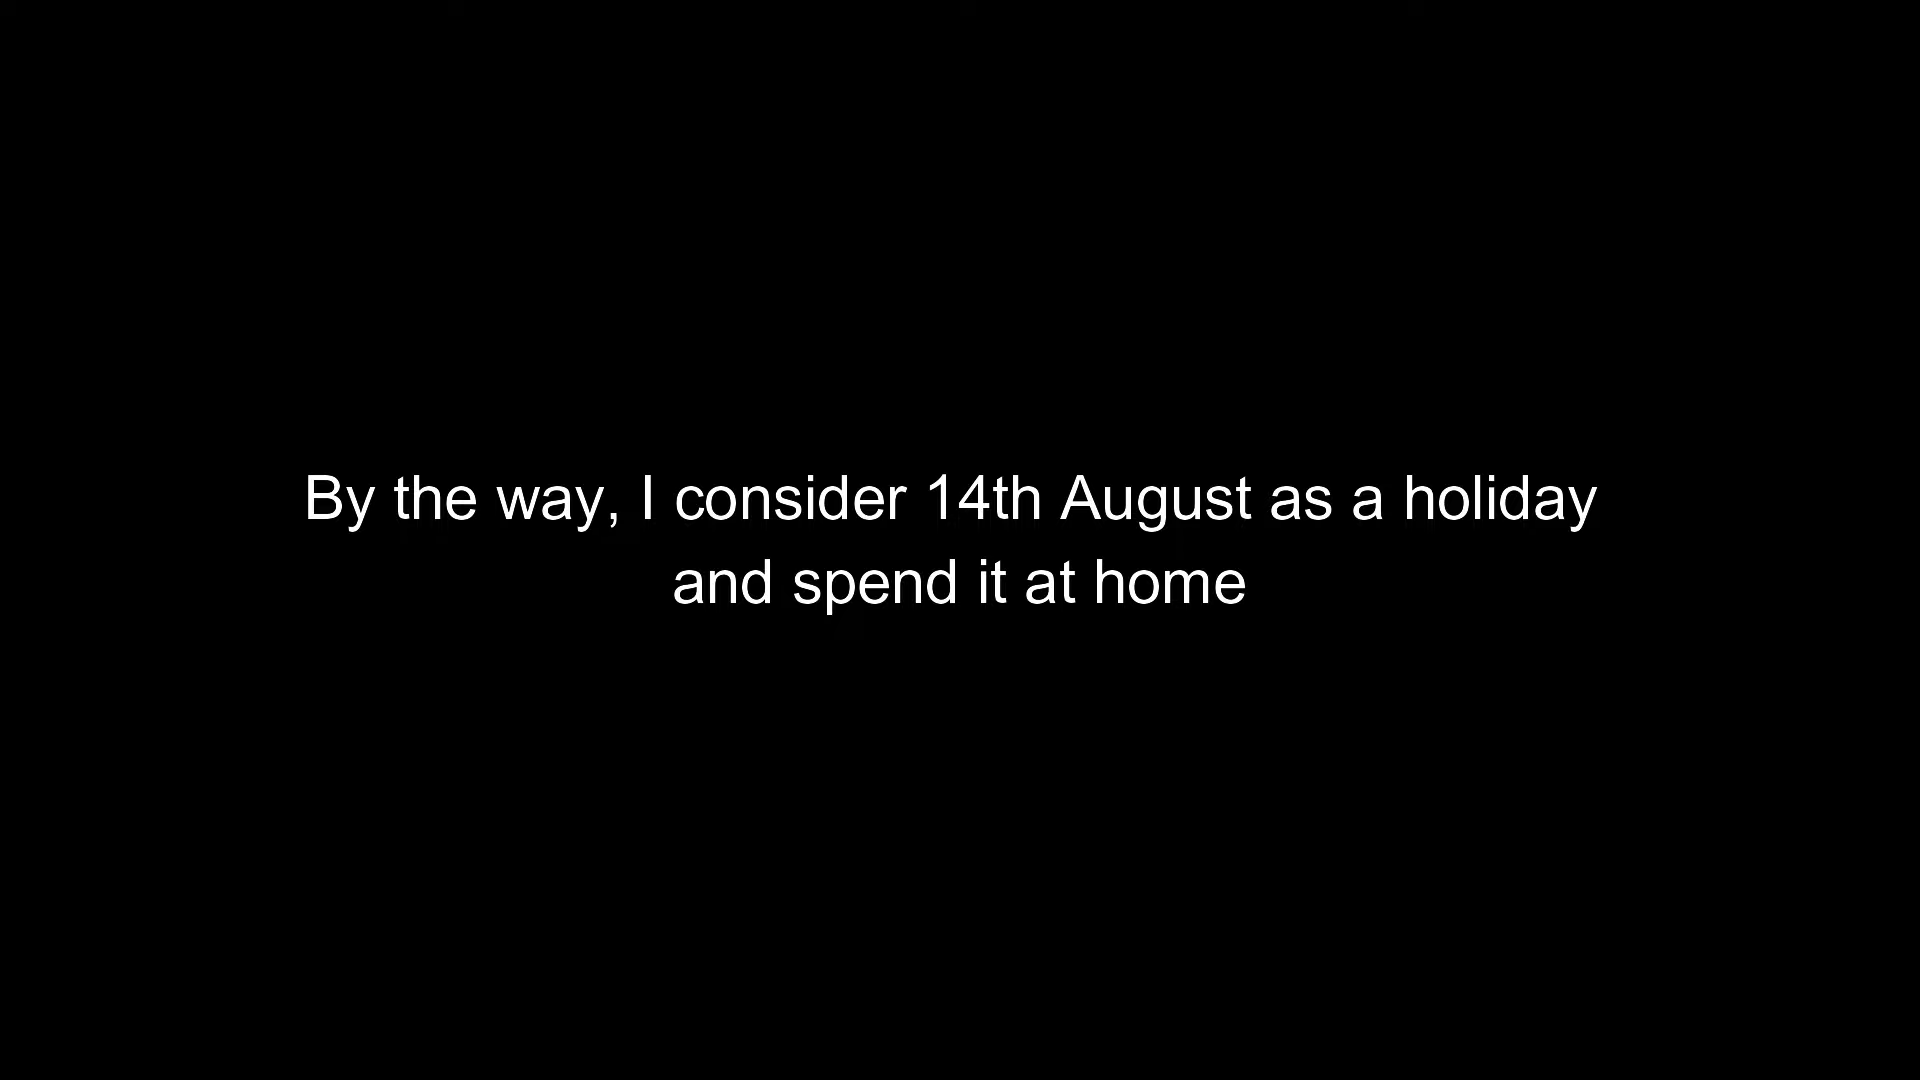 By the way, I consider 14th August as a holiday
and spend it at home